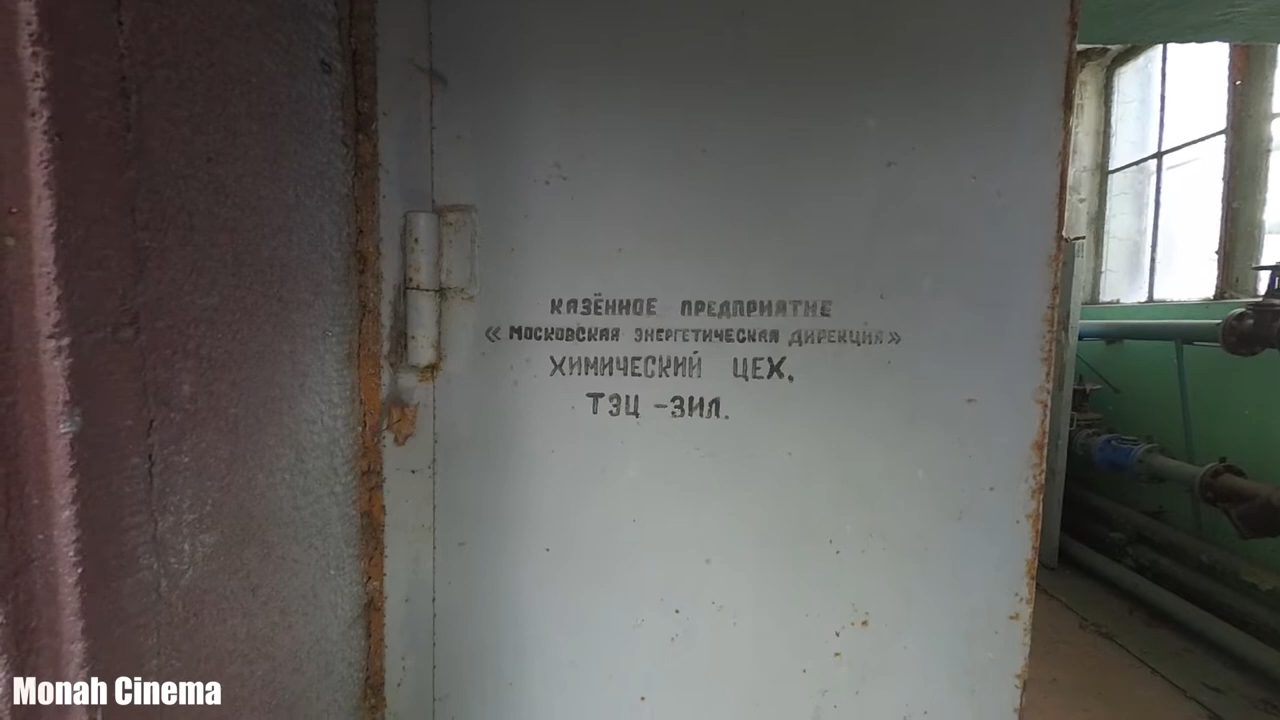 КАЗЁННОЕ ПРЕДПРИЯТИЕ
« МОСКОВСКАЯ ЭНЕРГЕТИЧЕСКАЯ ДИРЕКЦИЯ»
ХИМИЧЕСКИЙ ЦЕХ.
ТЭЦ -ЗИЛ.
Monah Cinema